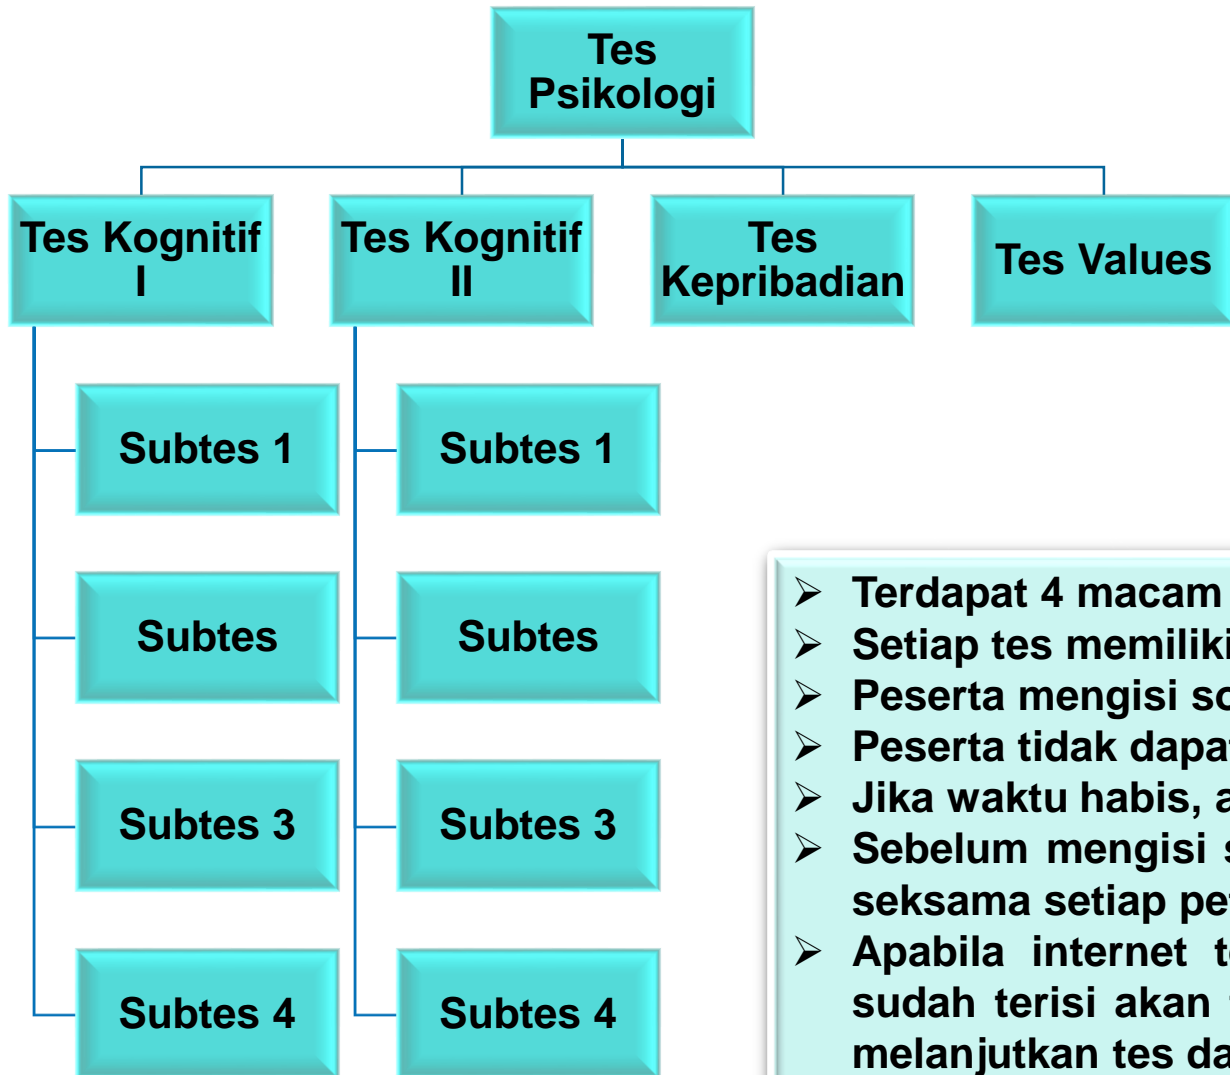 Tes
Psikologi
Tes Kognitif
I
Tes Kognitif
II
Tes
Kepribadian
Tes Values
Subtes 1
Subtes 1
Subtes
Subtes
Subtes 3
Subtes 3
Subtes 4
Subtes 4
➢ Terdapat 4 macam
➢ Setiap tes memiliki
➢ Peserta mengisi
➢ Peserta tidak dapat
➢ Jika waktu habis,
➢ Sebelum mengisi
seksama setiap
➢ Apabila internet
sudah terisi akan
melanjutkan tes